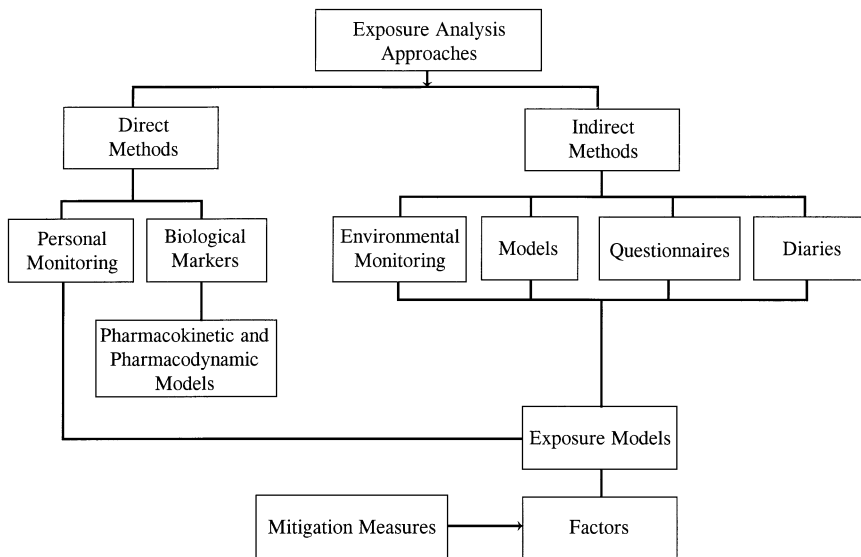 Exposure Analysis
Approaches
Direct
Methods
Indirect
Methods
Personal
Monitoring
Biological
Markers
Environmental
Monitoring
Models
Questionnaires
Diaries
Pharmacokinetic and
Pharmacodynamic
Models
Exposure Models
Mitigation Measures
Factors